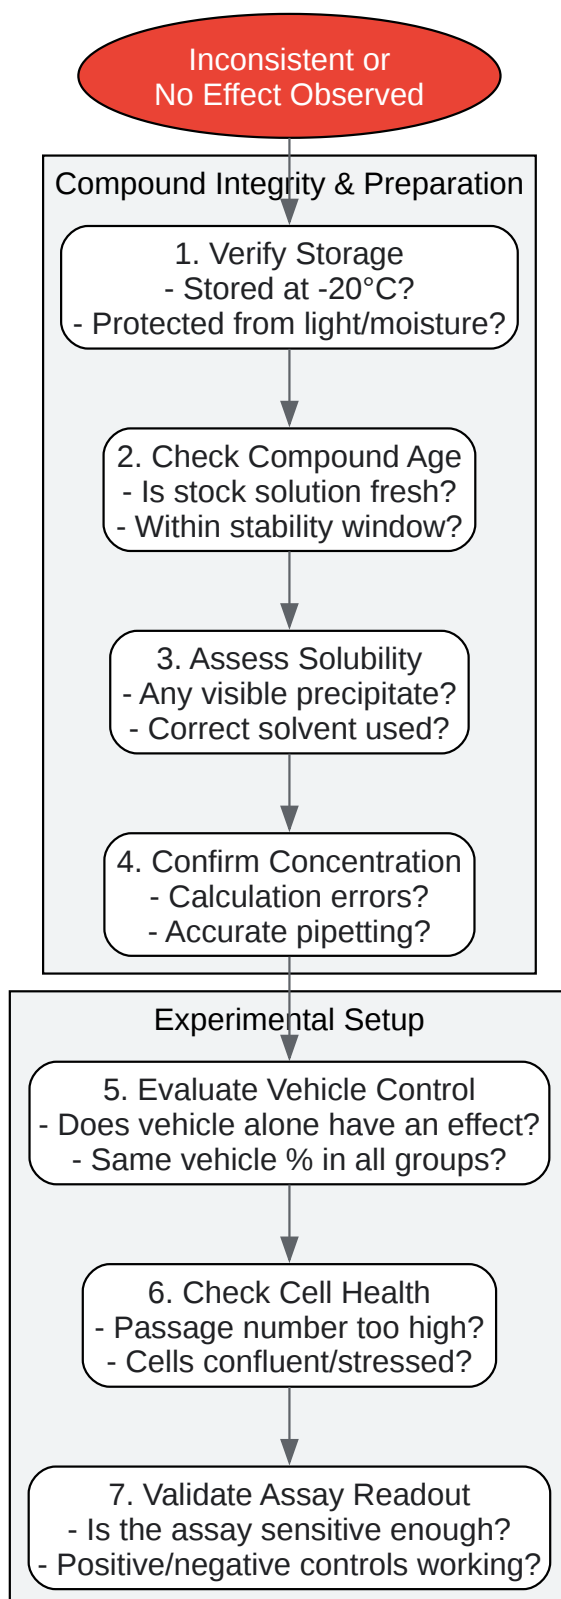 Inconsistent or
No Effect Observed
Compound Integrity & Preparation
1. Verify Storage
- Stored at -20°C?
- Protected from light/moisture?
2. Check Compound Age
- Is stock solution fresh?
- Within stability window?
3. Assess Solubility
- Any visible precipitate?
- Correct solvent used?
4. Confirm Concentration
- Calculation errors?
- Accurate pipetting?
Experimental Setup
5. Evaluate Vehicle Control
- Does vehicle alone have an effect?
- Same vehicle % in all groups?
6. Check Cell Health
- Passage number too high?
- Cells confluent/stressed?
7. Validate Assay Readout
- Is the assay sensitive enough?
- Positive/negative controls working?